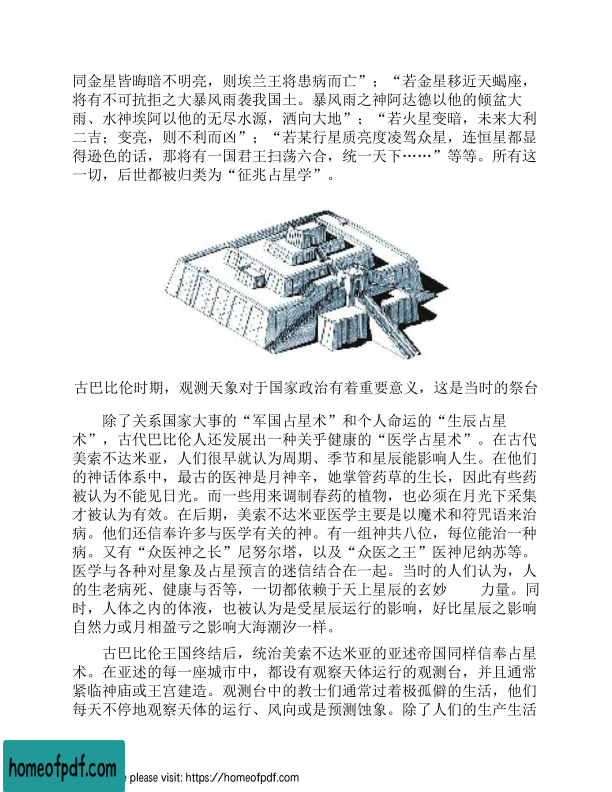 同金星皆晦暗不明亮，则埃兰王将患病而亡”；“若金星移近天蝎座，
将有不可抗拒之大暴风雨袭我国土。暴风雨之神阿达德以他的倾盆大
雨、水神埃阿以他的无尽水源，洒向大地”；“若火星变暗，未来大利
二吉；变亮，则不利而凶”；“若某行星质亮度凌驾众星，连恒星都显
得逊色的话，那将有一国君王扫荡六合，统一天下……”等等。所有这
一切，后世都被归类为“征兆占星学”。
古巴比伦时期，观测天象对于国家政治有着重要意义，这是当时的祭台
除了关系国家大事的“军国占星术”和个人命运的“生辰占星
术”，古代巴比伦人还发展出一种关乎健康的“医学占星术”。在古代
美索不达米亚，人们很早就认为周期、季节和星辰能影响人生。在他们
的神话体系中，最古的医神是月神辛，她掌管药草的生长，因此有些药
被认为不能见日光。而一些用来调制春药的植物，也必须在月光下采集
才被认为有效。在后期，美索不达米亚医学主要是以魔术和符咒语来治
病。他们还信奉许多与医学有关的神。有一组神共八位，每位能治一种
病。又有“众医神之长”尼努尔塔，以及“众医之王”医神尼纳苏等。
医学与各种对星象及占星预言的迷信结合在一起。当时的人们认为，人
的生老病死、健康与否等，一切都依赖于天上星辰的玄妙 力量。同
时，人体之内的体液，也被认为是受星辰运行的影响，好比星辰之影响
自然力或月相盈亏之影响大海潮汐一样。
古巴比伦王国终结后，统治美索不达米亚的亚述帝国同样信奉占星
术。在亚述的每一座城市中，都设有观察天体运行的观测台，并且通常
紧临神庙或王宫建造。观测台中的教士们通常过着极孤僻的生活，他们
每天不停地观察天体的运行、风向或是预测蚀象。除了人们的生产生活
homeofpdf.com
e please visit: https://homeofpdf.com